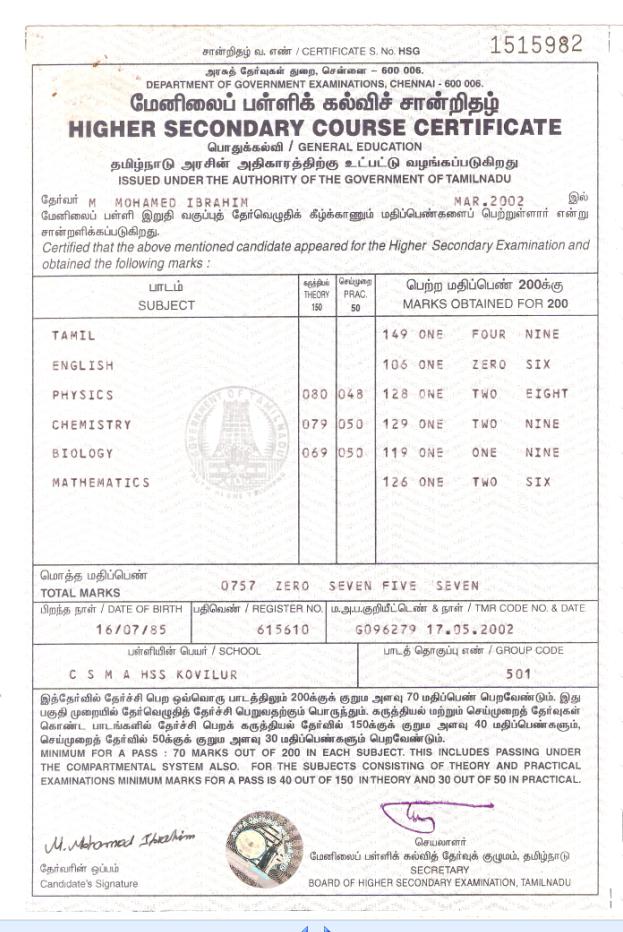 சான்றிதழ் வ. எண் / CERTIFICATE S. No. HSG 1515982
அரசுத் தேர்வுகள் துறை, சென்னை – 600 006.
DEPARTMENT OF GOVERNMENT EXAMINATIONS, CHENNAI - 600 006.
மேனிலைப் பள்ளிக் கல்விச் சான்றிதழ்
HIGHER SECONDARY COURSE CERTIFICATE
பொதுக்கல்வி / GENERAL EDUCATION
தமிழ்நாடு அரசின் அதிகாரத்திற்கு உட்பட்டு வழங்கப்படுகிறது
ISSUED UNDER THE AUTHORITY OF THE GOVERNMENT OF TAMILNADU
தேர்வர் M MOHAMED IBRAHIM MAR.2002 இல்
மேனிலைப் பள்ளி இறுதி வகுப்புத் தேர்வெழுதிக் கீழ்க்காணும் மதிப்பெண்களைப் பெற்றுள்ளார் என்று
சான்றளிக்கப்படுகிறது.
Certified that the above mentioned candidate appeared for the Higher Secondary Examination and
obtained the following marks :
பாடம் கருத்தியல் செய்முறை பெற்ற மதிப்பெண் 200க்கு
SUBJECT THEORY 150 PRAC. 50 MARKS OBTAINED FOR 200
TAMIL 149 ONE FOUR NINE
ENGLISH 106 ONE ZERO SIX
PHYSICS 080 048 128 ONE TWO EIGHT
CHEMISTRY 079 050 129 ONE TWO NINE
BIOLOGY 069 050 119 ONE ONE NINE
MATHEMATICS 126 ONE TWO SIX
GOVERNMENT OF TAMILNADU
மொத்த மதிப்பெண்
TOTAL MARKS 0757 ZERO SEVEN FIVE SEVEN
பிறந்த நாள் / DATE OF BIRTH பதிவெண் / REGISTER NO. ம.அ.ப.குறியீட்டெண் & நாள் / TMR CODE NO. & DATE
16/07/85 615610 G096279 17.05.2002
பள்ளியின் பெயர் / SCHOOL பாடத் தொகுப்பு எண் / GROUP CODE
C S M A HSS KOVILUR 501
இத்தேர்வில் தேர்ச்சி பெற ஒவ்வொரு பாடத்திலும் 200க்குக் குறும அளவு 70 மதிப்பெண் பெறவேண்டும். இது
பகுதி முறையில் தேர்வெழுதித் தேர்ச்சி பெறுவதற்கும் பொருந்தும். கருத்தியல் மற்றும் செய்முறைத் தேர்வுகள்
கொண்ட பாடங்களில் தேர்ச்சி பெறக் கருத்தியல் தேர்வில் 150க்குக் குறும அளவு 40 மதிப்பெண்களும்,
செய்முறைத் தேர்வில் 50க்குக் குறும அளவு 30 மதிப்பெண்களும் பெறவேண்டும்.
MINIMUM FOR A PASS : 70 MARKS OUT OF 200 IN EACH SUBJECT. THIS INCLUDES PASSING UNDER
THE COMPARTMENTAL SYSTEM ALSO. FOR THE SUBJECTS CONSISTING OF THEORY AND PRACTICAL
EXAMINATIONS MINIMUM MARKS FOR A PASS IS 40 OUT OF 150 IN THEORY AND 30 OUT OF 50 IN PRACTICAL.
M. Mohamed Ibrahim
தேர்வரின் ஒப்பம்
Candidate's Signature
செயலாளர்
மேனிலைப் பள்ளிக் கல்வித் தேர்வுக் குழுமம், தமிழ்நாடு
SECRETARY
BOARD OF HIGHER SECONDARY EXAMINATION, TAMILNADU